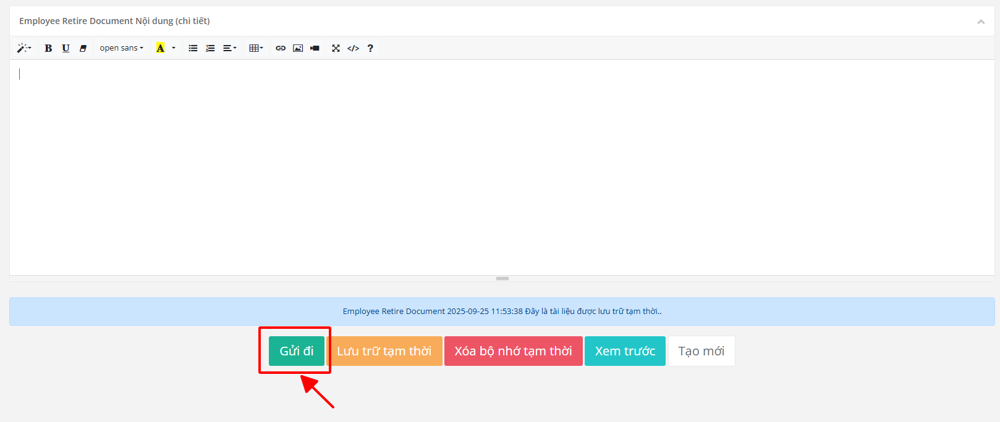 Employee Retire Document Nội dung (chi tiết)
B U open sans A </> ?
Employee Retire Document 2025-09-25 11:53:38 Đây là tài liệu được lưu trữ tạm thời..
Gửi đi Lưu trữ tạm thời Xóa bộ nhớ tạm thời Xem trước Tạo mới